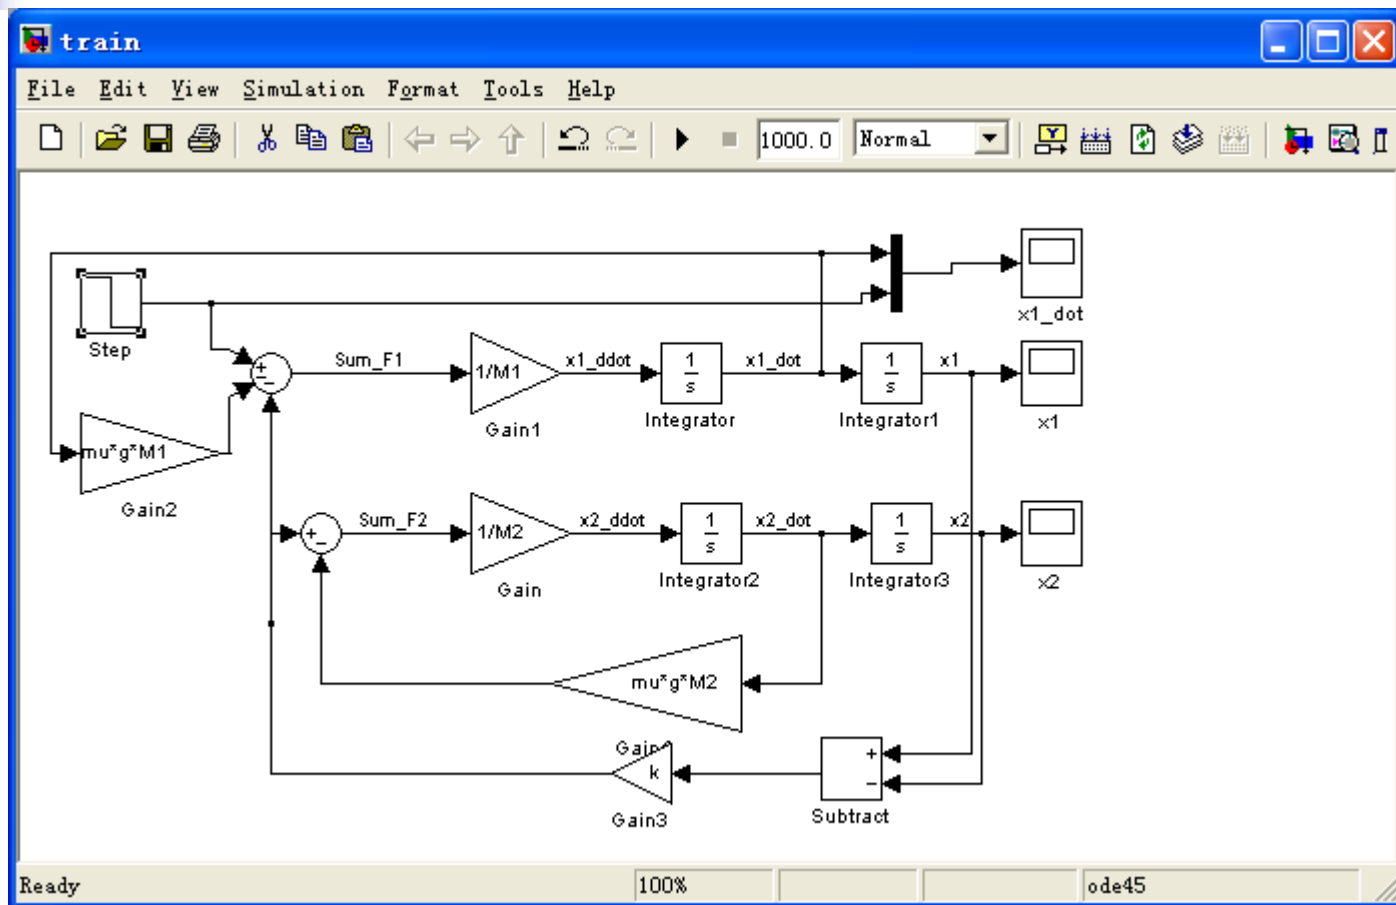 train
File Edit View Simulation Format Tools Help
1000.0 Normal
Step
x1_dot
+
−
−
Sum_F1
1/M1
x1_ddot
1
s
x1_dot
1
s
x1
Gain1
Integrator
Integrator1
x1
mu*g*M1
Gain2
+
−
Sum_F2
1/M2
x2_ddot
1
s
x2_dot
1
s
x2
Gain
Integrator2
Integrator3
x2
mu*g*M2
k
Gain3
+
−
Subtract
Ready 100% ode45